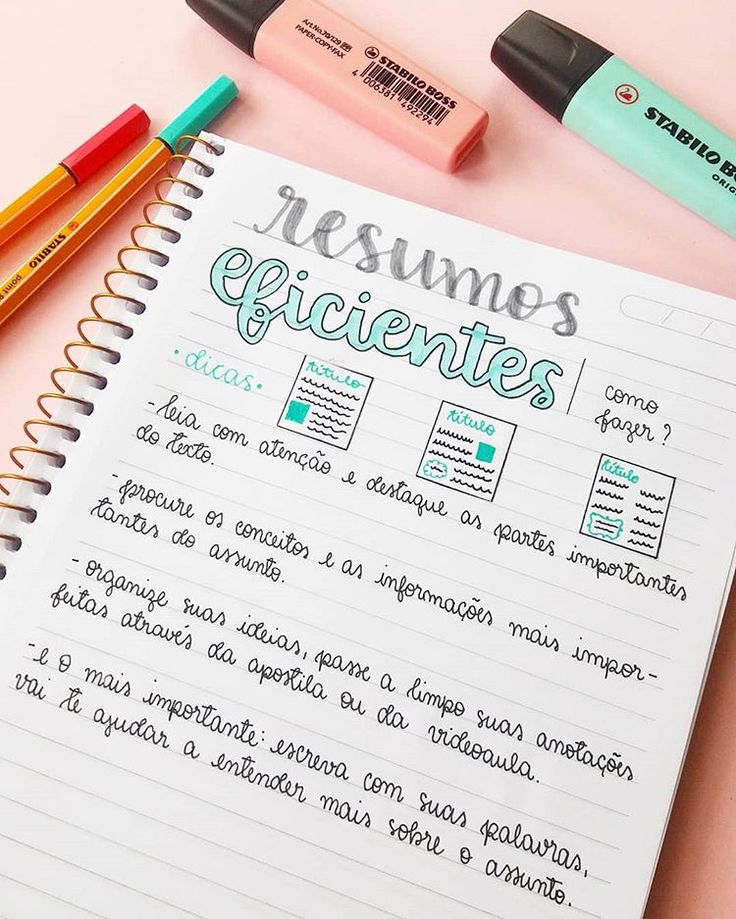 Art.No.70/129
PAPER-COPY-FAX
STABILO BOSS
4 006381 492294
STABILO BOSS
ORIG
STABILO
point
resumos
eficientes
como
fazer?
• dicas •
título
título
título
- leia com atenção e destaque as partes importantes
do texto.
- procure os conceitos e as informações mais impor-
tantes do assunto.
- organize suas ideias, passe a limpo suas anotações
feitas através da apostila ou da videoaula.
- e o mais importante: escreva com suas palavras,
vai te ajudar a entender mais sobre o assunto.